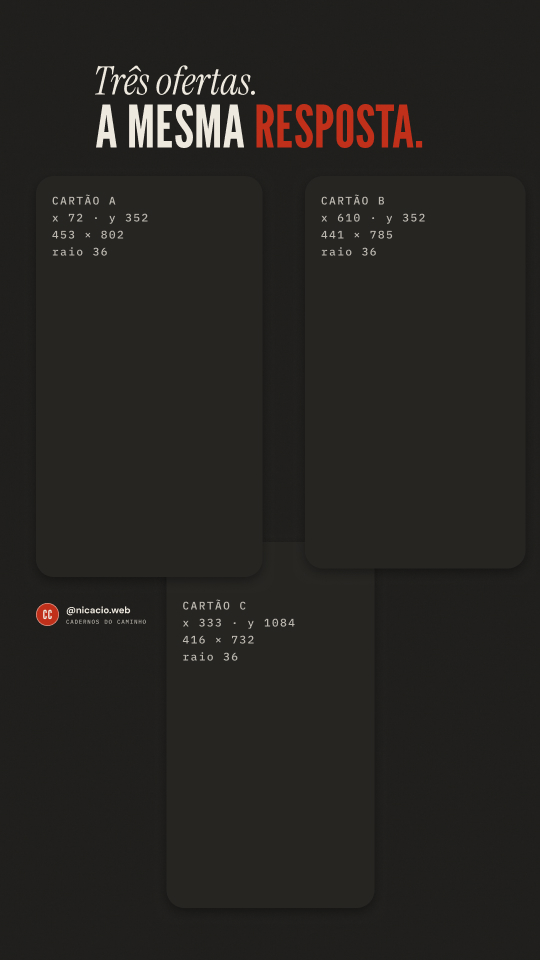 Três ofertas.
A MESMA RESPOSTA.
CARTÃO A
x 72 · y 352
453 × 802
raio 36
CARTÃO B
x 610 · y 352
441 × 785
raio 36
CC
@nicacio.web
CADERNOS DO CAMINHO
CARTÃO C
x 333 · y 1084
416 × 732
raio 36